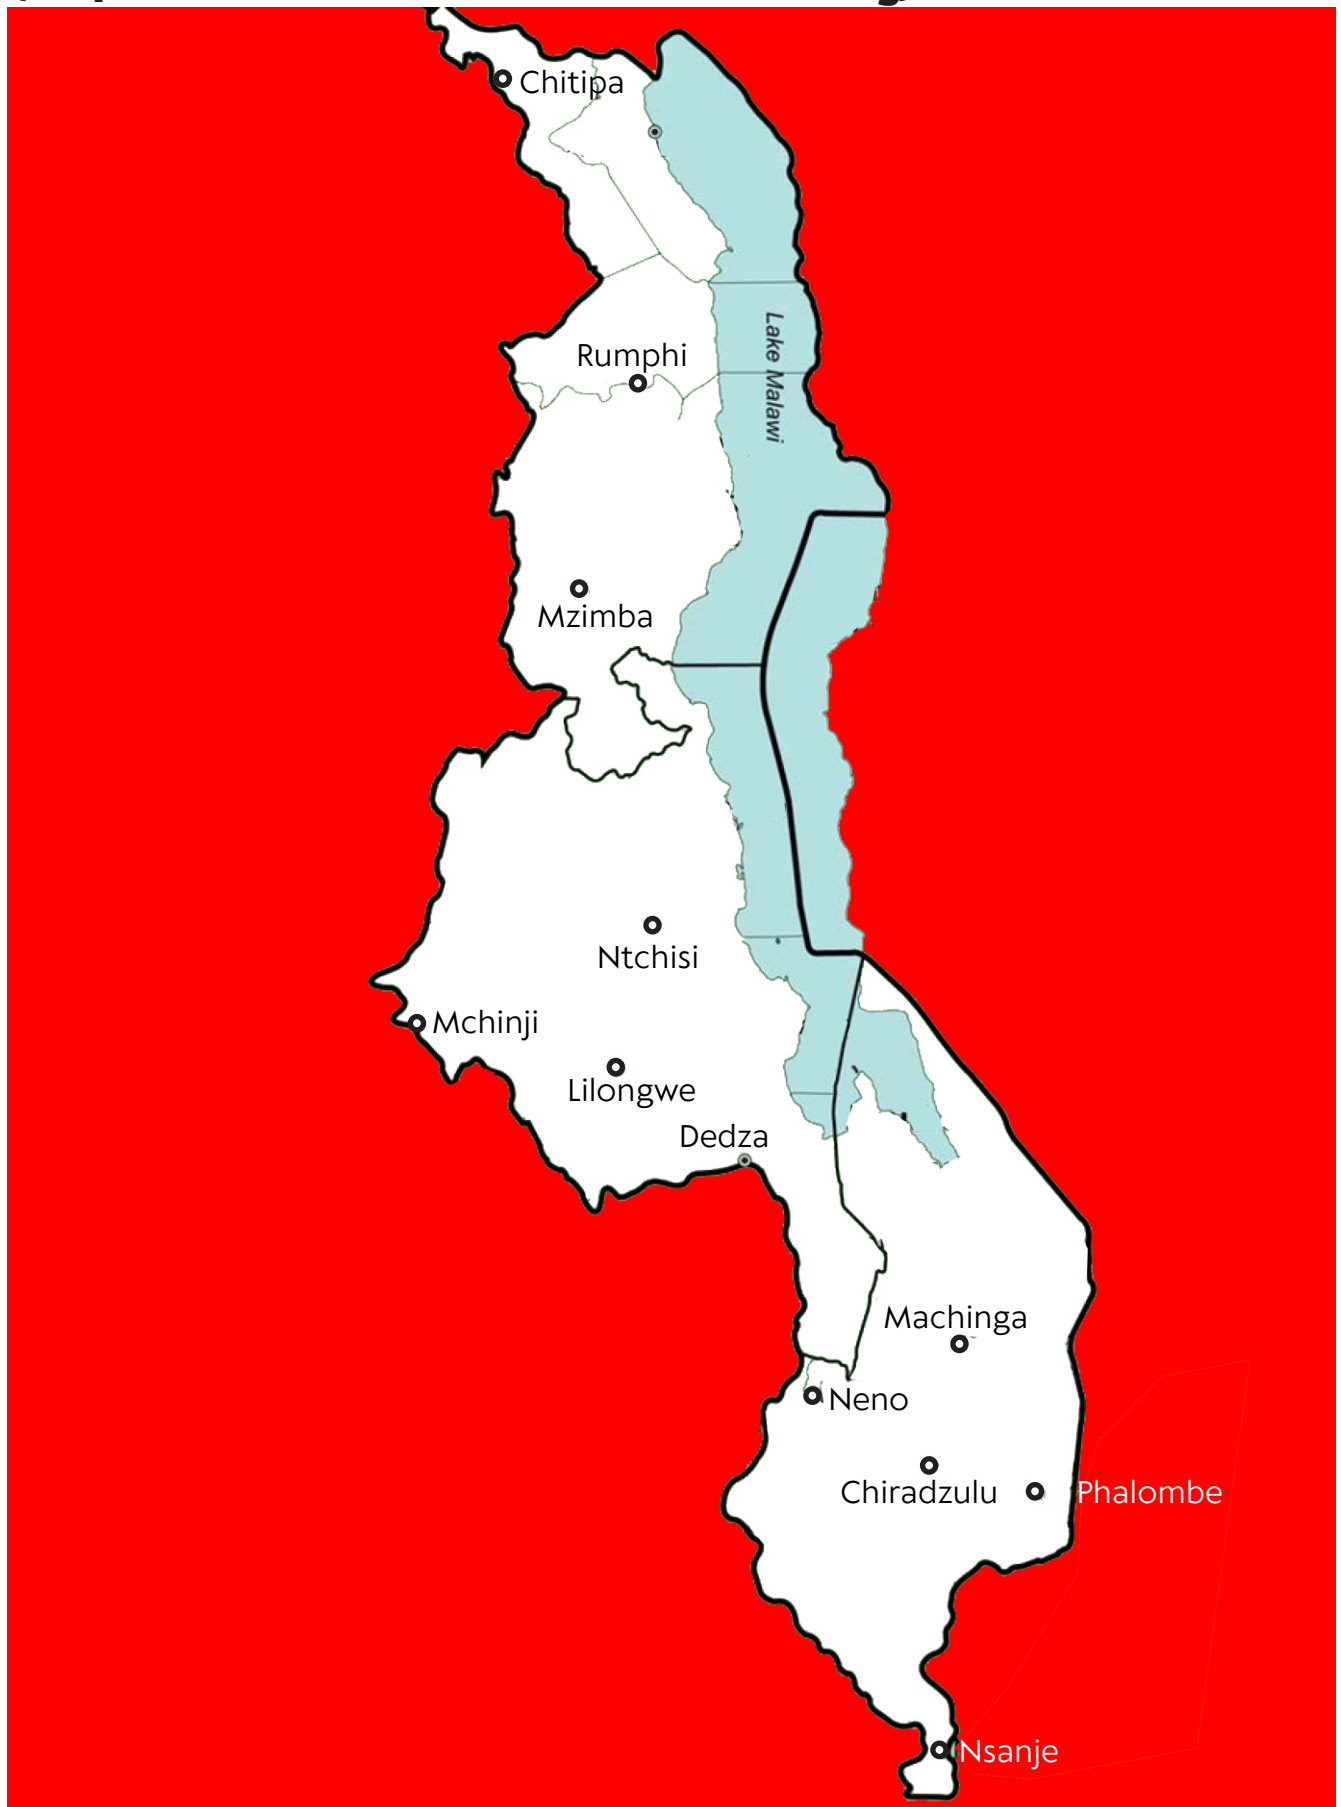 Chitipa
Lake Malawi
Rumphi
Mzimba
Ntchisi
Mchinji
Lilongwe
Dedza
Machinga
Neno
Chiradzulu
Phalombe
Nsanje